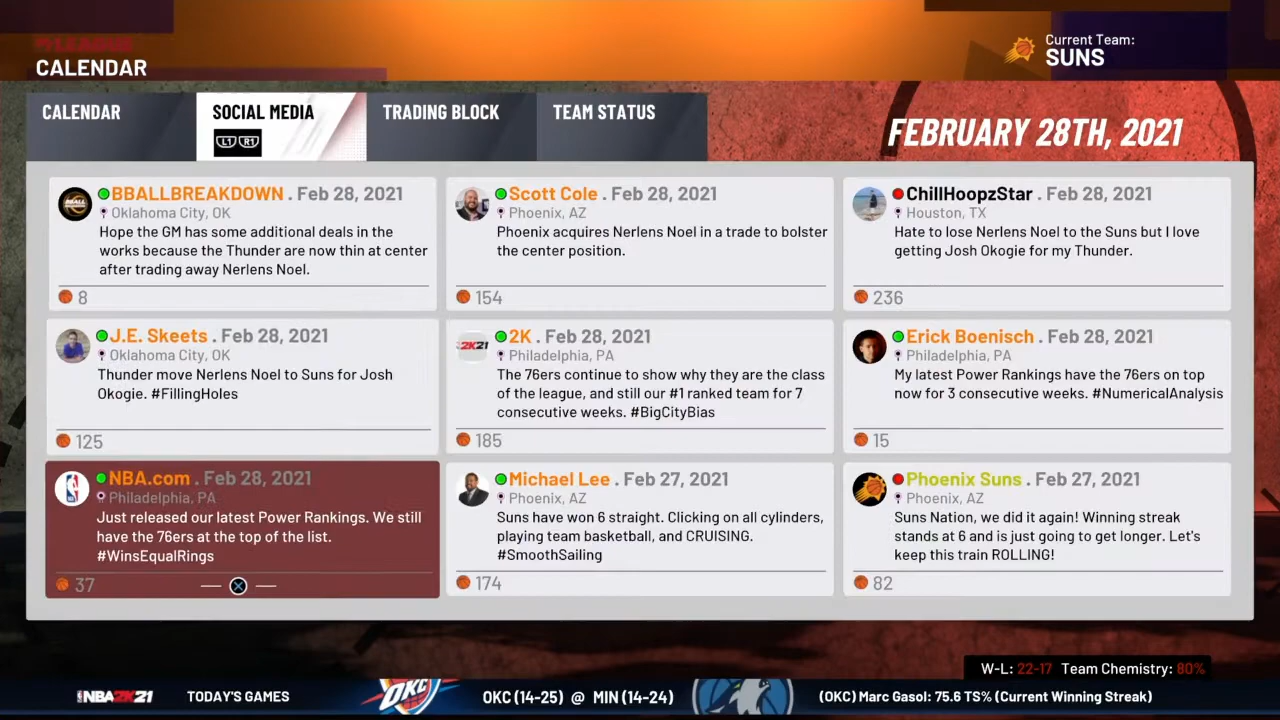 LEAGUE
CALENDAR
Current Team:
SUNS
CALENDAR
SOCIAL MEDIA
L1 R1
TRADING BLOCK
TEAM STATUS
FEBRUARY 28TH, 2021
BBALLBREAKDOWN . Feb 28, 2021
Oklahoma City, OK
Hope the GM has some additional deals in the
works because the Thunder are now thin at center
after trading away Nerlens Noel.
8
Scott Cole . Feb 28, 2021
Phoenix, AZ
Phoenix acquires Nerlens Noel in a trade to bolster
the center position.
154
ChillHoopzStar . Feb 28, 2021
Houston, TX
Hate to lose Nerlens Noel to the Suns but I love
getting Josh Okogie for my Thunder.
236
J.E. Skeets . Feb 28, 2021
Oklahoma City, OK
Thunder move Nerlens Noel to Suns for Josh
Okogie. #FillingHoles
125
2K21
2K . Feb 28, 2021
Philadelphia, PA
The 76ers continue to show why they are the class
of the league, and still our #1 ranked team for 7
consecutive weeks. #BigCityBias
185
Erick Boenisch . Feb 28, 2021
Philadelphia, PA
My latest Power Rankings have the 76ers on top
now for 3 consecutive weeks. #NumericalAnalysis
15
NBA.com . Feb 28, 2021
Philadelphia, PA
Just released our latest Power Rankings. We still
have the 76ers at the top of the list.
#WinsEqualRings
37
Michael Lee . Feb 27, 2021
Phoenix, AZ
Suns have won 6 straight. Clicking on all cylinders,
playing team basketball, and CRUISING.
#SmoothSailing
174
Phoenix Suns . Feb 27, 2021
Phoenix, AZ
Suns Nation, we did it again! Winning streak
stands at 6 and is just going to get longer. Let's
keep this train ROLLING!
82
W-L: 22-17 Team Chemistry: 80%
NBA2K21
TODAY'S GAMES
OKC
OKC (14-25) @ MIN (14-24)
(OKC) Marc Gasol: 75.6 TS% (Current Winning Streak)